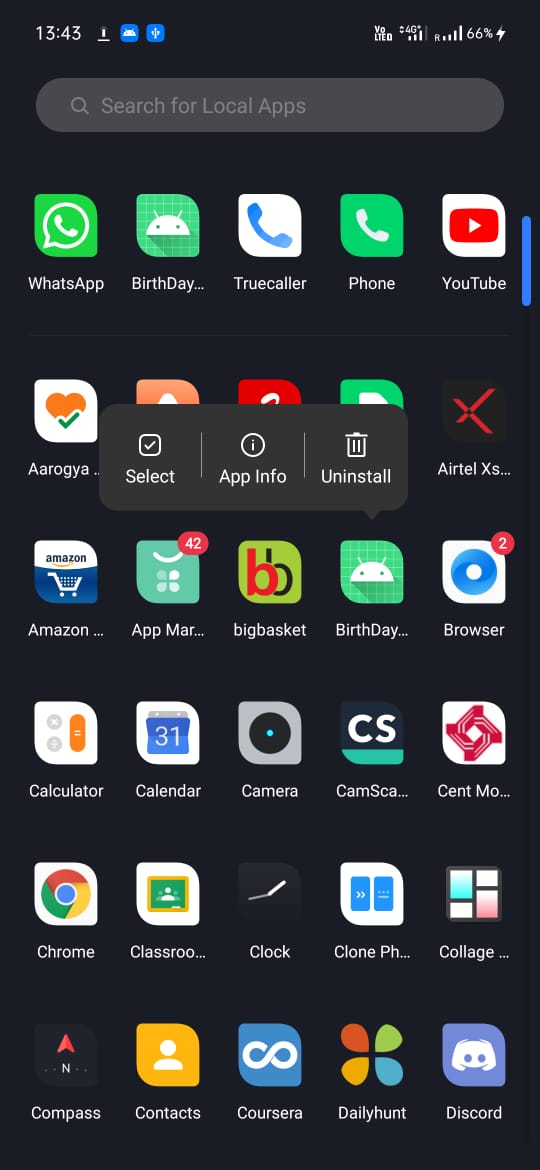 13:43
Vo LTED 4G+ R 66%
Search for Local Apps
WhatsApp BirthDay... Truecaller Phone YouTube
Aarogya .. Airtel Xs...
Select App Info Uninstall
amazon 42 bb 2
Amazon ... App Mar... bigbasket BirthDay... Browser
31 CS
Calculator Calendar Camera CamSca... Cent Mo...
Chrome Classroo... Clock Clone Ph... Collage ...
N
Compass Contacts Coursera Dailyhunt Discord